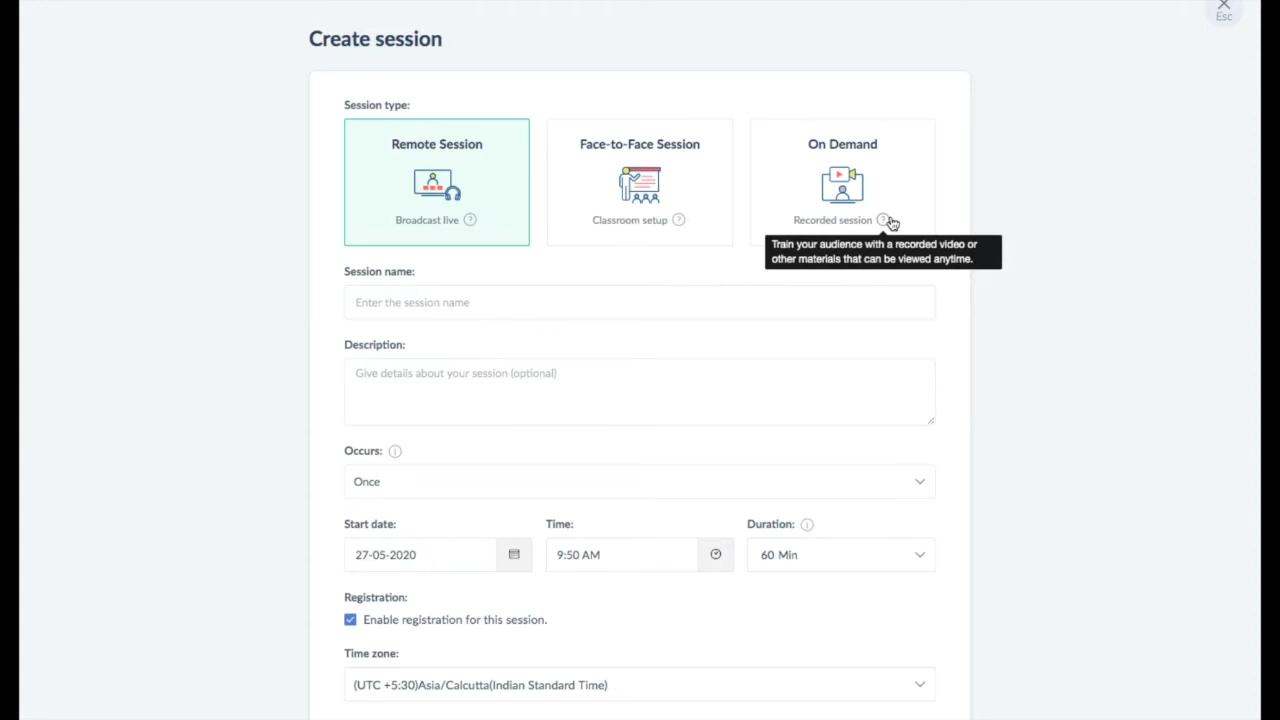 Esc
Create session
Session type:
Remote Session
Broadcast live ?
Face-to-Face Session
Classroom setup ?
On Demand
Recorded session ?
Train your audience with a recorded video or
other materials that can be viewed anytime.
Session name:
Enter the session name
Description:
Give details about your session (optional)
Occurs: i
Once
Start date:
27-05-2020
Time:
9:50 AM
Duration: i
60 Min
Registration:
Enable registration for this session.
Time zone:
(UTC +5:30)Asia/Calcutta(Indian Standard Time)